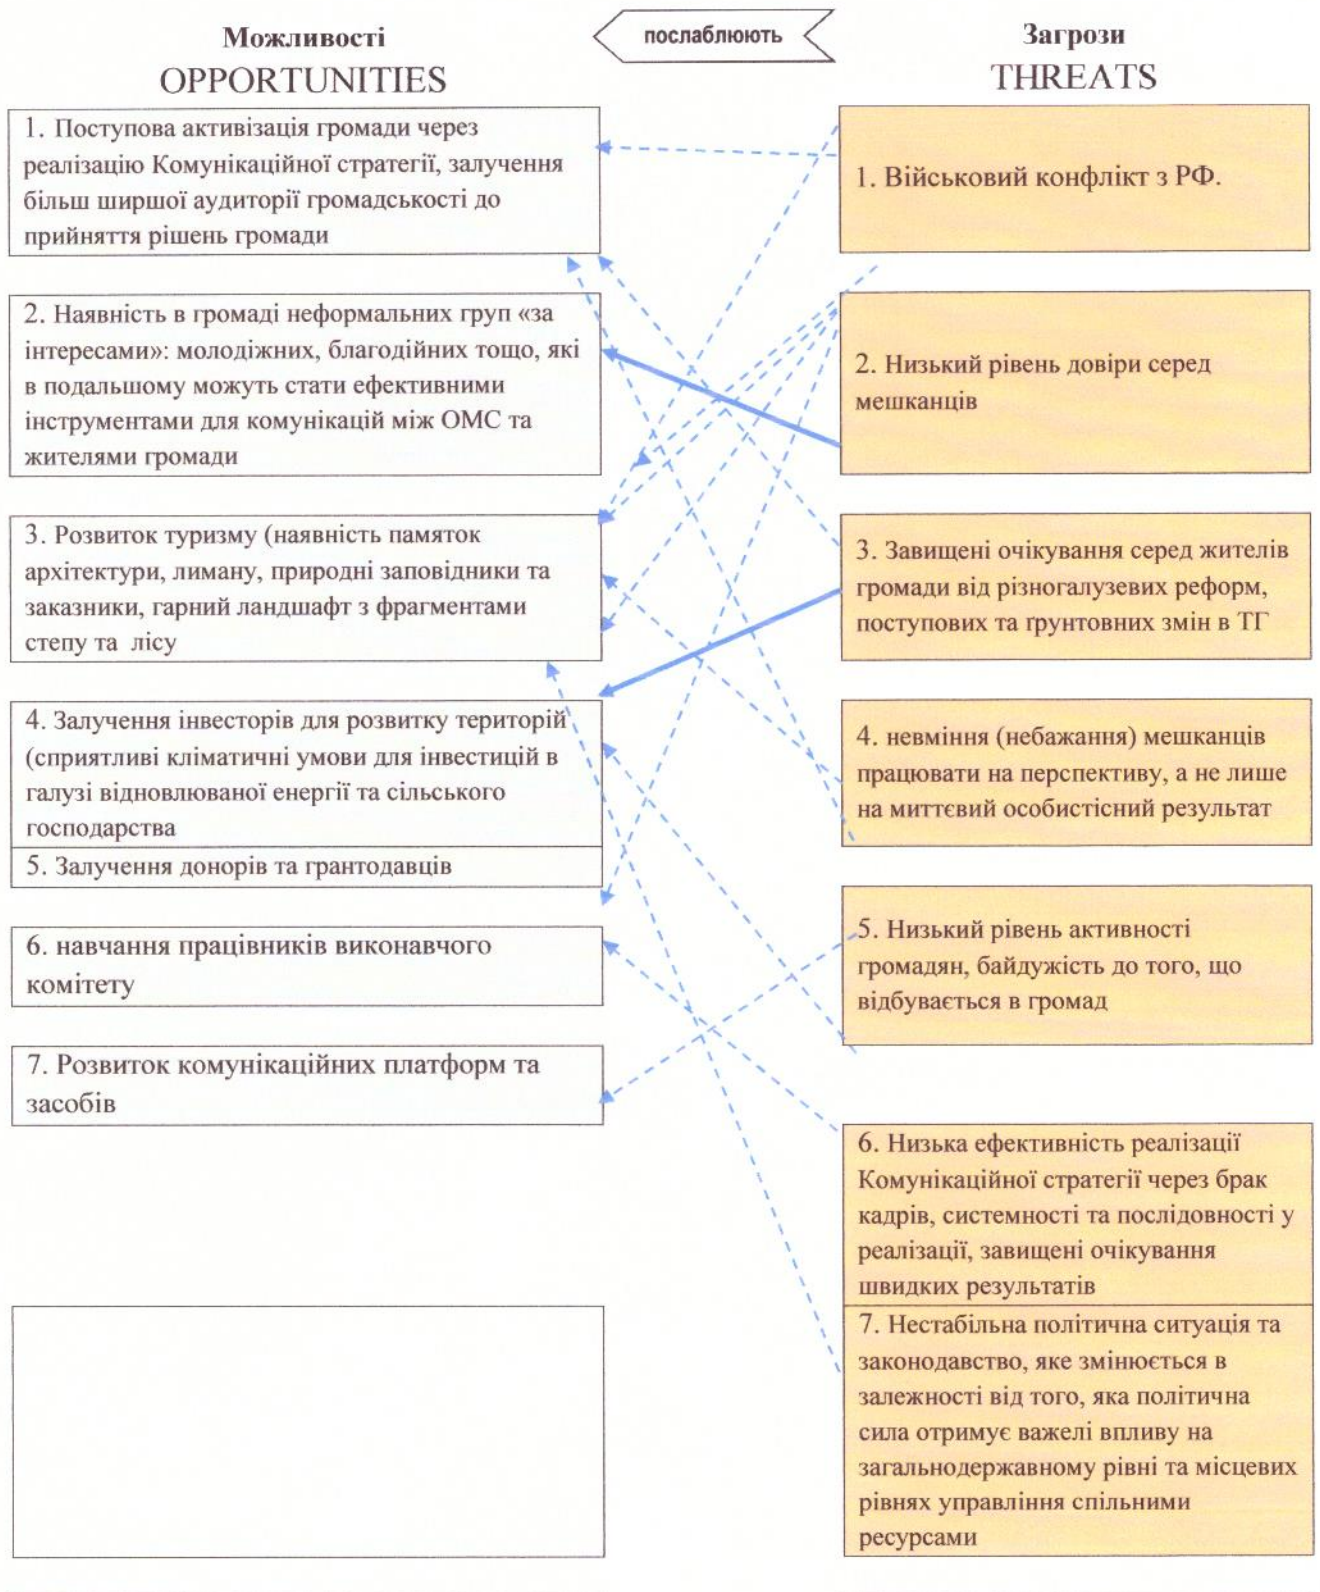 Можливості
OPPORTUNITIES
послаблюють
Загрози
THREATS
1. Поступова активізація громади через
реалізацію Комунікаційної стратегії, залучення
більш ширшої аудиторії громадськості до
прийняття рішень громади
2. Наявність в громаді неформальних груп «за
інтересами»: молодіжних, благодійних тощо, які
в подальшому можуть стати ефективними
інструментами для комунікацій між ОМС та
жителями громади
3. Розвиток туризму (наявність памяток
архітектури, лиману, природні заповідники та
заказники, гарний ландшафт з фрагментами
степу та лісу
4. Залучення інвесторів для розвитку територій
(сприятливі кліматичні умови для інвестицій в
галузі відновлюваної енергії та сільського
господарства
5. Залучення донорів та грантодавців
6. навчання працівників виконавчого
комітету
7. Розвиток комунікаційних платформ та
засобів
1. Військовий конфлікт з РФ.
2. Низький рівень довіри серед
мешканців
3. Завищені очікування серед жителів
громади від різногалузевих реформ,
поступових та ґрунтовних змін в ТГ
4. невміння (небажання) мешканців
працювати на перспективу, а не лише
на миттєвий особистісний результат
5. Низький рівень активності
громадян, байдужість до того, що
відбувається в громад
6. Низька ефективність реалізації
Комунікаційної стратегії через брак
кадрів, системності та послідовності у
реалізації, завищені очікування
швидких результатів
7. Нестабільна політична ситуація та
законодавство, яке змінюється в
залежності від того, яка політична
сила отримує важелі впливу на
загальнодержавному рівні та місцевих
рівнях управління спільними
ресурсами